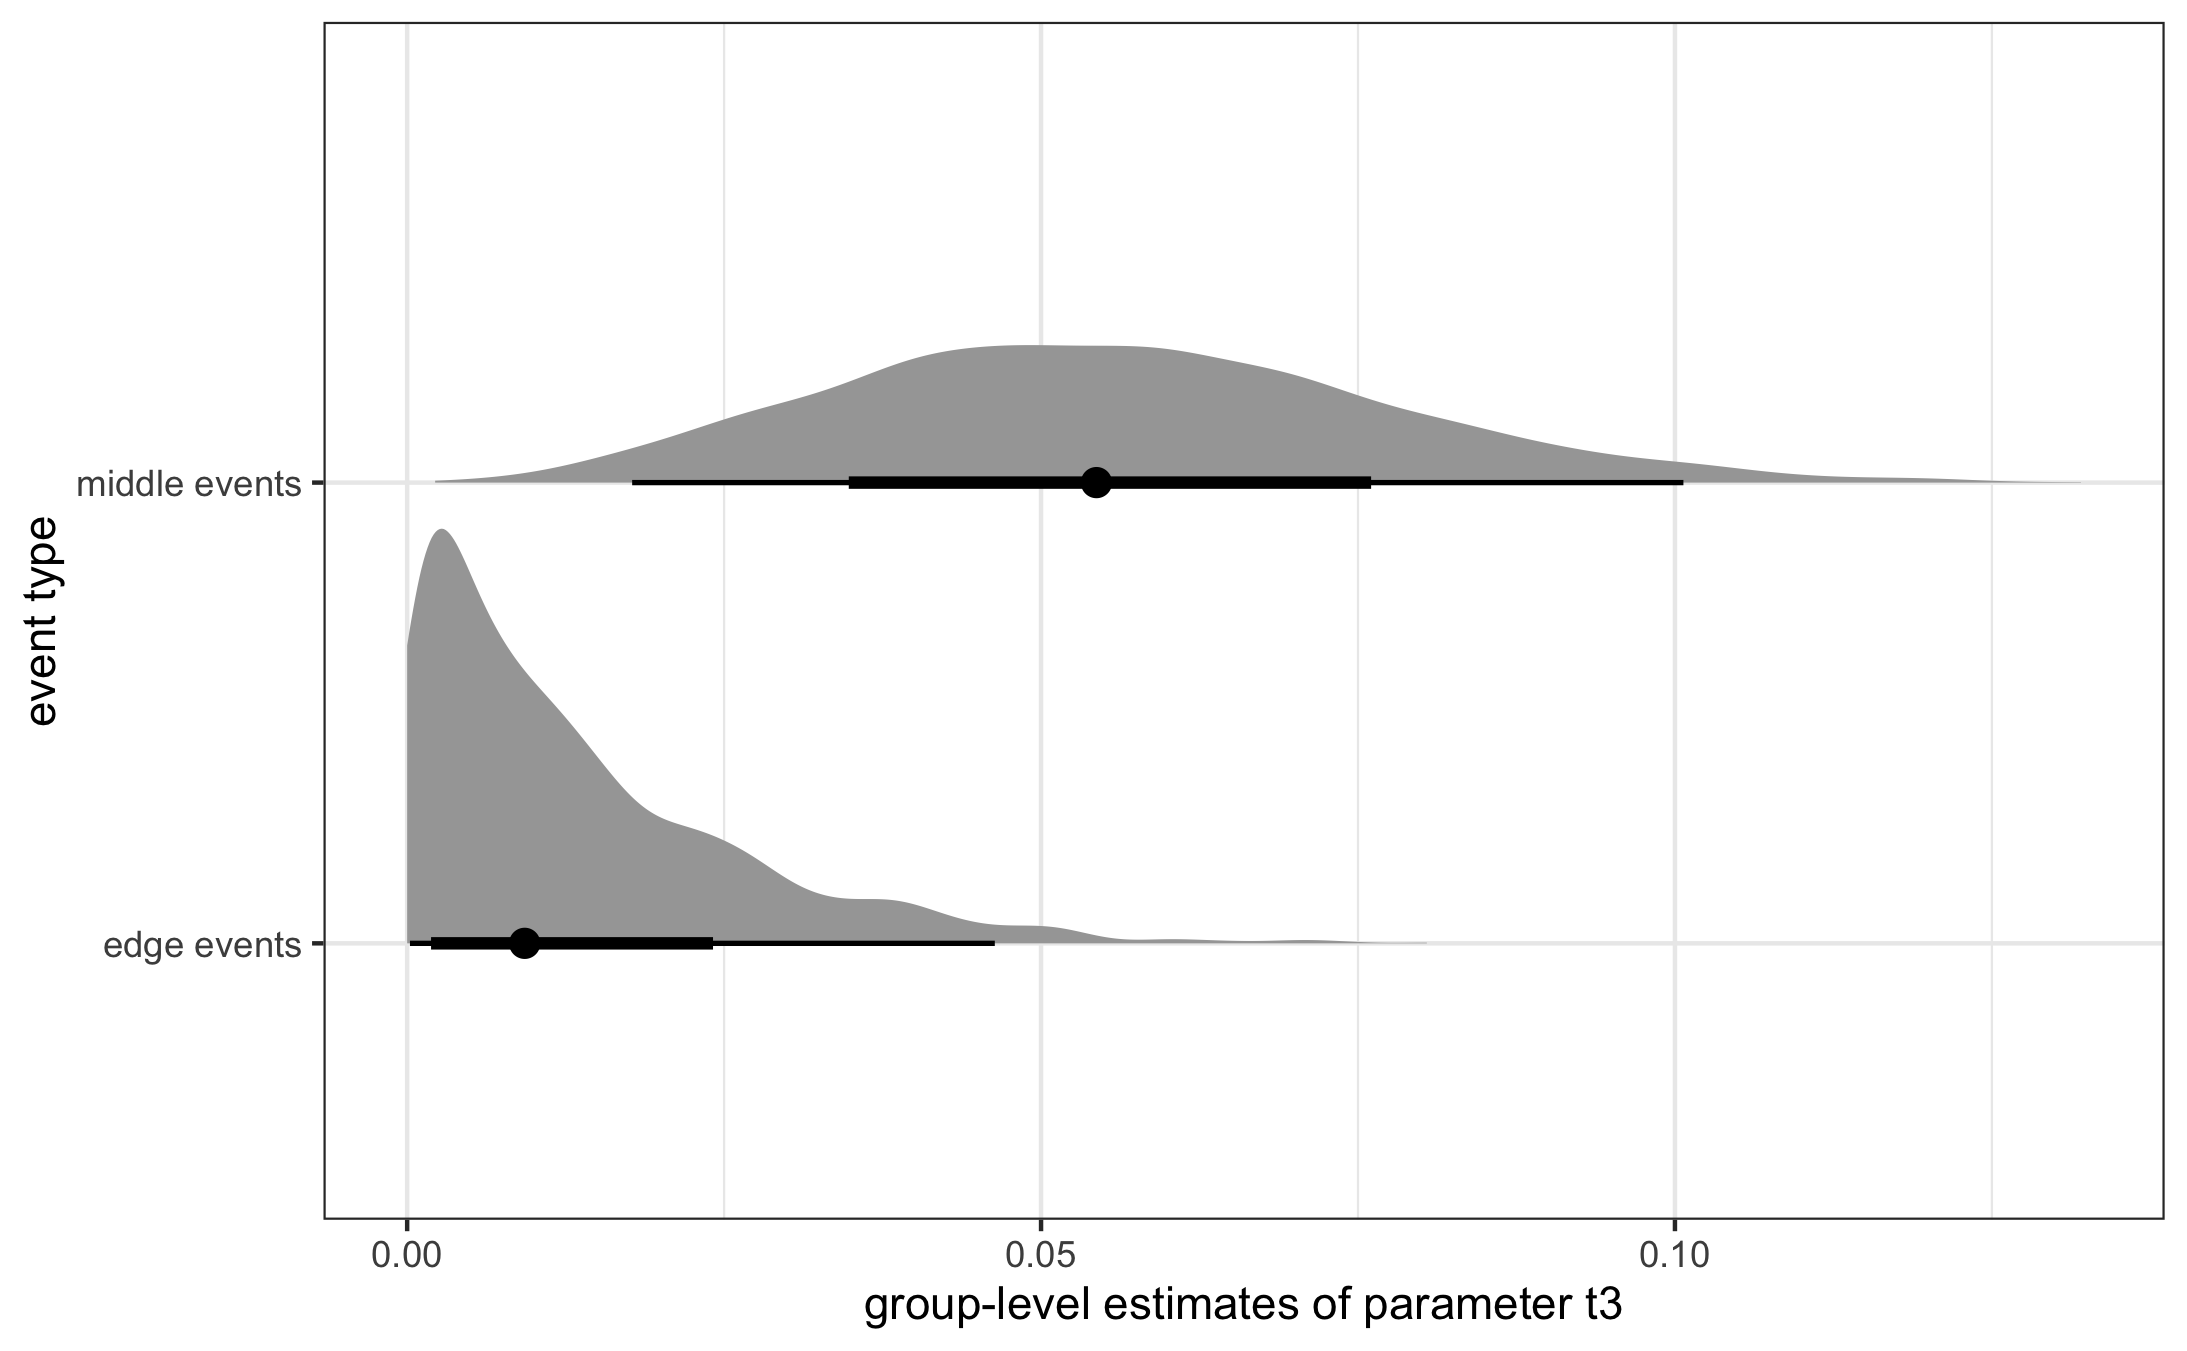 middle events
edge events
event type
0.00
0.05
0.10
group-level estimates of parameter t3